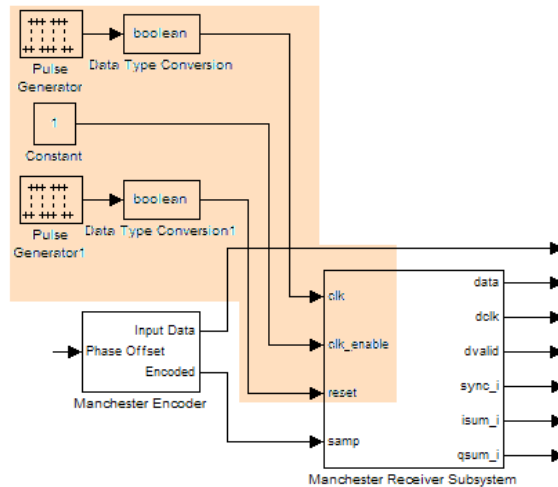 boolean
Pulse
Generator
Data Type Conversion
1
Constant
boolean
Pulse
Generator1
Data Type Conversion1
Input Data
Phase Offset
Encoded
Manchester Encoder
clk
clk_enable
reset
samp
data
dclk
dvalid
sync_i
isum_i
qsum_i
Manchester Receiver Subsystem